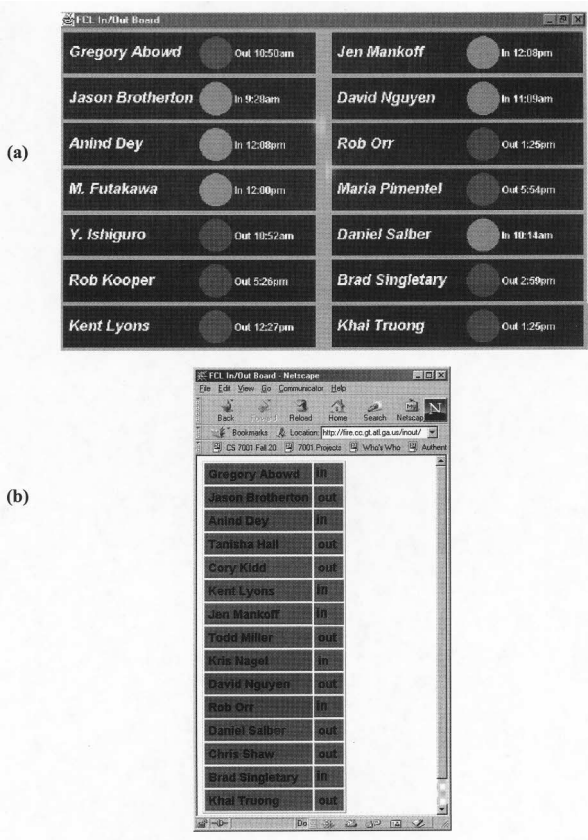 (a)
FCL In/Out Board
Gregory Abowd Out 10:50am
Jason Brotherton In 9:28am
Anind Dey In 12:08pm
M. Futakawa In 12:00pm
Y. Ishiguro Out 10:52am
Rob Kooper Out 5:26pm
Kent Lyons Out 12:27pm
Jen Mankoff In 12:08pm
David Nguyen In 11:09am
Rob Orr Out 1:25pm
Maria Pimentel Out 5:54pm
Daniel Salber In 10:14am
Brad Singletary Out 2:59pm
Khai Truong Out 1:25pm
(b)
FCL In/Out Board - Netscape
File Edit View Go Communicator Help
Back Forward Reload Home Search Netscap
Bookmarks Location: http://fire.cc.gt.atl.ga.us/inout/
CS 7001 Fall 20 7001 Projects Who's Who Authent
Gregory Abowd in
Jason Brotherton out
Anind Dey in
Tanisha Hall out
Cory Kidd out
Kent Lyons in
Jen Mankoff in
Todd Miller out
Kris Nagel in
David Nguyen out
Rob Orr in
Daniel Salber out
Chris Shaw out
Brad Singletary in
Khai Truong out
Do